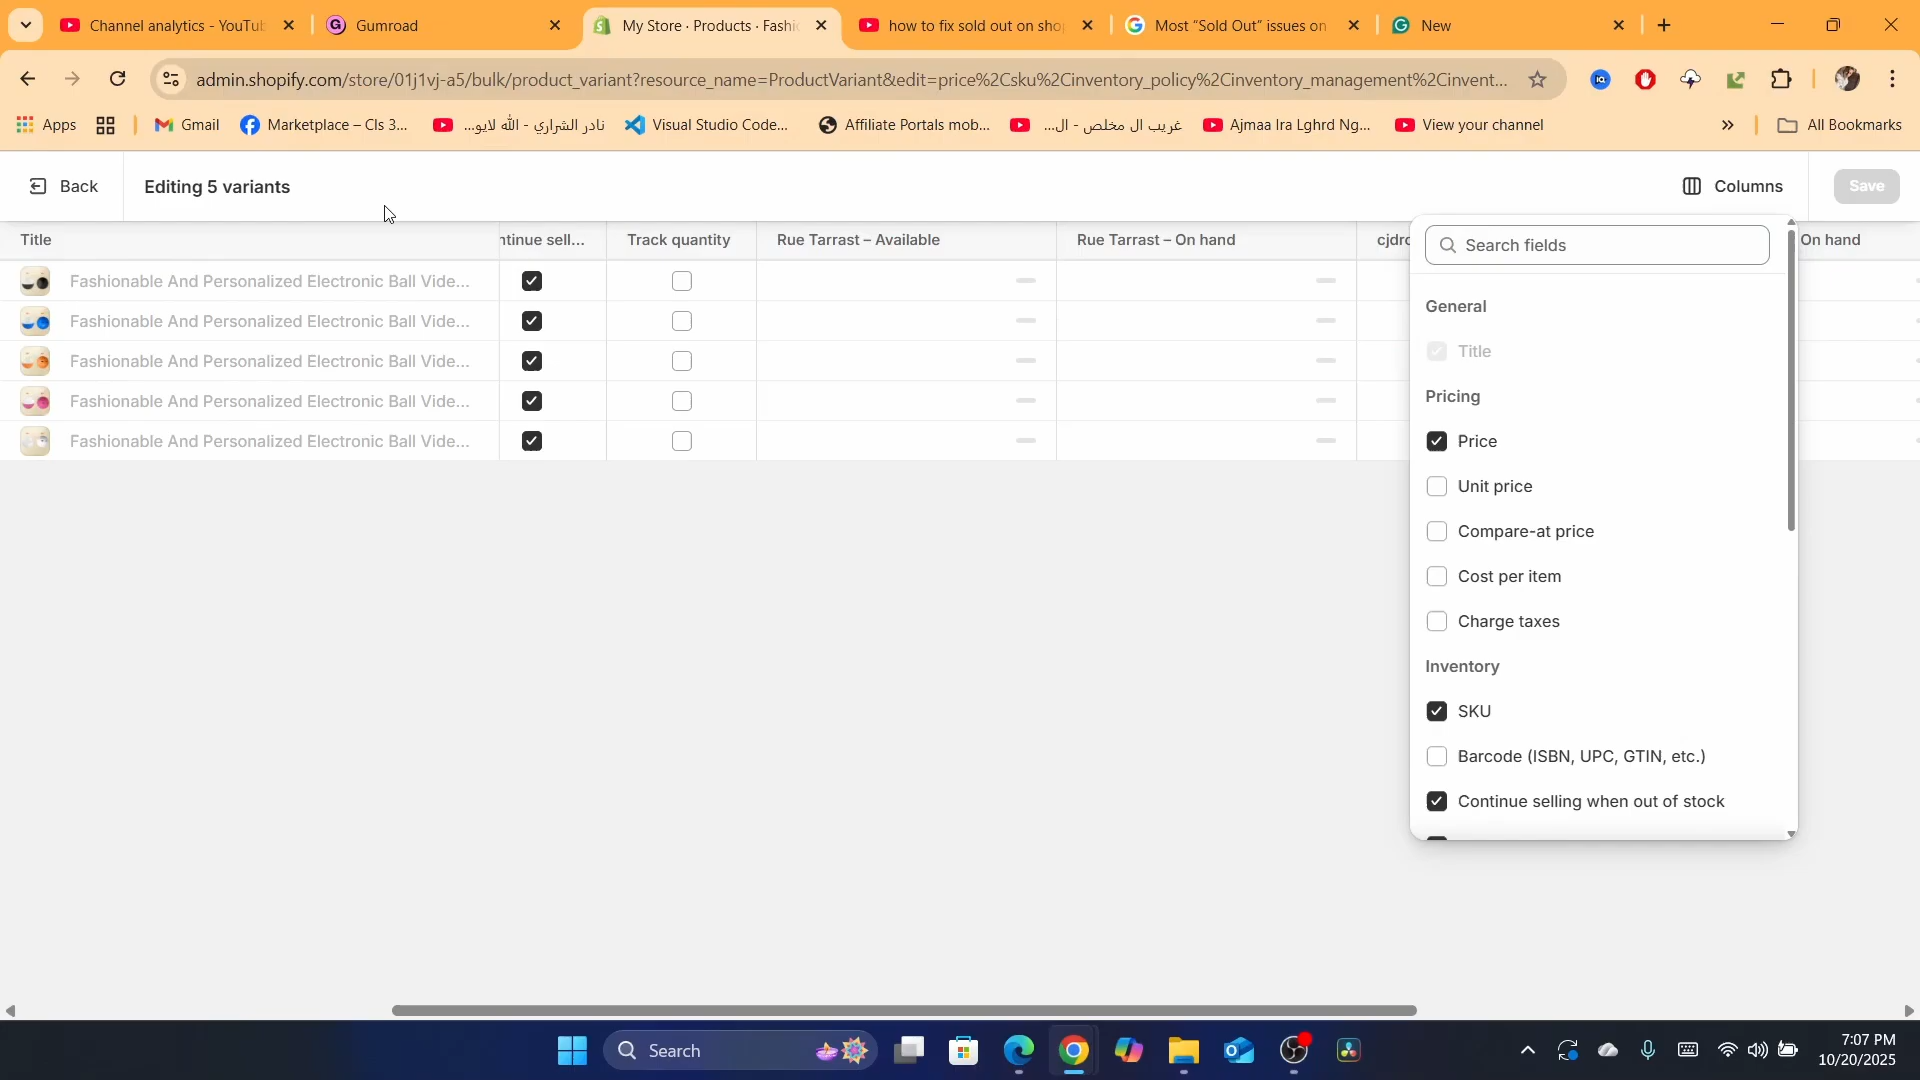 Channel analytics - YouTub
Gumroad
My Store · Products · Fashio
how to fix sold out on sho
Most “Sold Out” issues on
New
admin.shopify.com/store/01j1vj-a5/bulk/product_variant?resource_name=ProductVariant&edit=price%2Csku%2Cinventory_policy%2Cinventory_management%2Cinvent...
Apps
Gmail
Marketplace – Cls 3...
نادر الشراري - الله لايو...
Visual Studio Code...
Affiliate Portals mob...
غريب ال مخلص - ال...
Ajmaa Ira Lghrd Ng...
View your channel
All Bookmarks
Back
Editing 5 variants
Columns
Save
Title
ntinue sell...
Track quantity
Rue Tarrast – Available
Rue Tarrast – On hand
cjdro
On hand
Fashionable And Personalized Electronic Ball Vide...
Fashionable And Personalized Electronic Ball Vide...
Fashionable And Personalized Electronic Ball Vide...
Fashionable And Personalized Electronic Ball Vide...
Fashionable And Personalized Electronic Ball Vide...
Search fields
General
Title
Pricing
Price
Unit price
Compare-at price
Cost per item
Charge taxes
Inventory
SKU
Barcode (ISBN, UPC, GTIN, etc.)
Continue selling when out of stock
Search
7:07 PM
10/20/2025